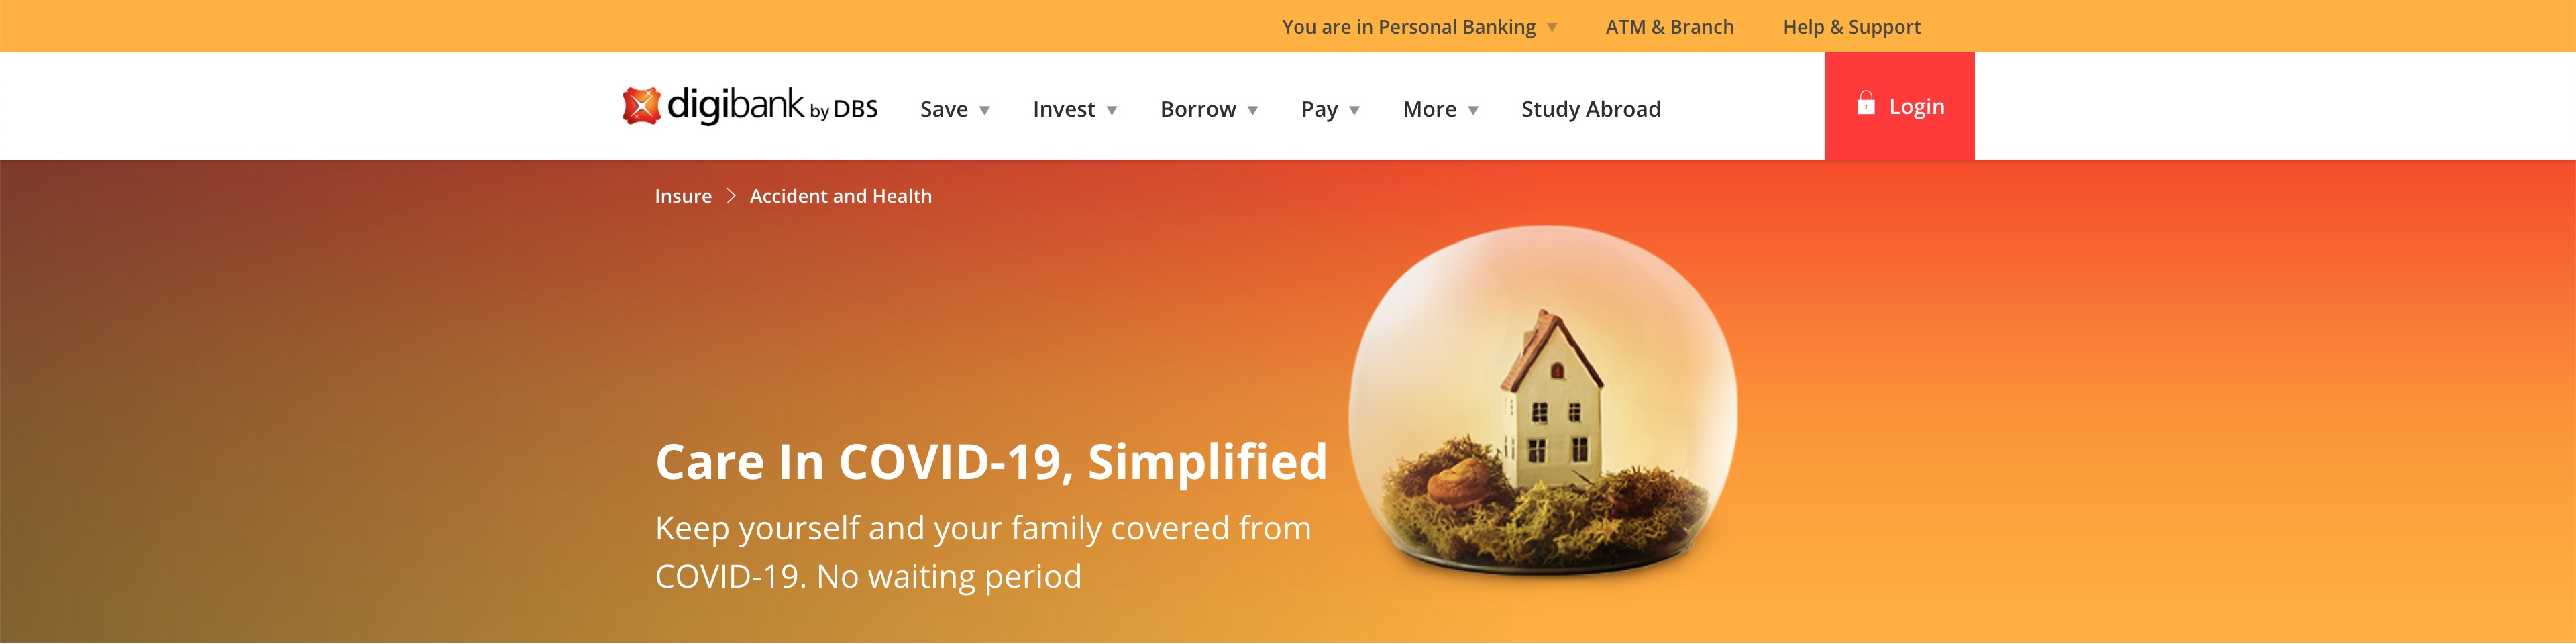 You are in Personal Banking
ATM & Branch
Help & Support
digibank by DBS
Save
Invest
Borrow
Pay
More
Study Abroad
Login
Insure
Accident and Health
Care In COVID-19, Simplified
Keep yourself and your family covered from
COVID-19. No waiting period